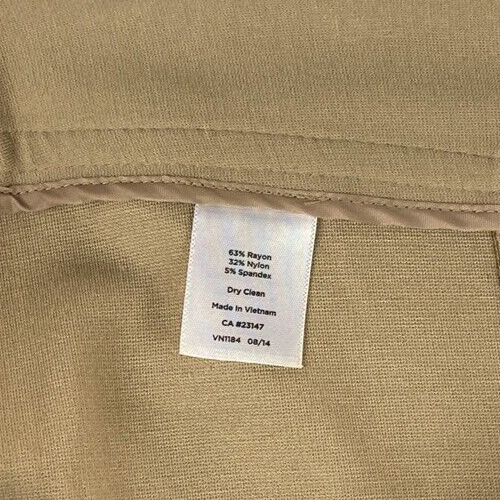 63% Rayon
32% Nylon
5% Spandex
Dry Clean
Made In Vietnam
CA #23147
VN1184 08/14